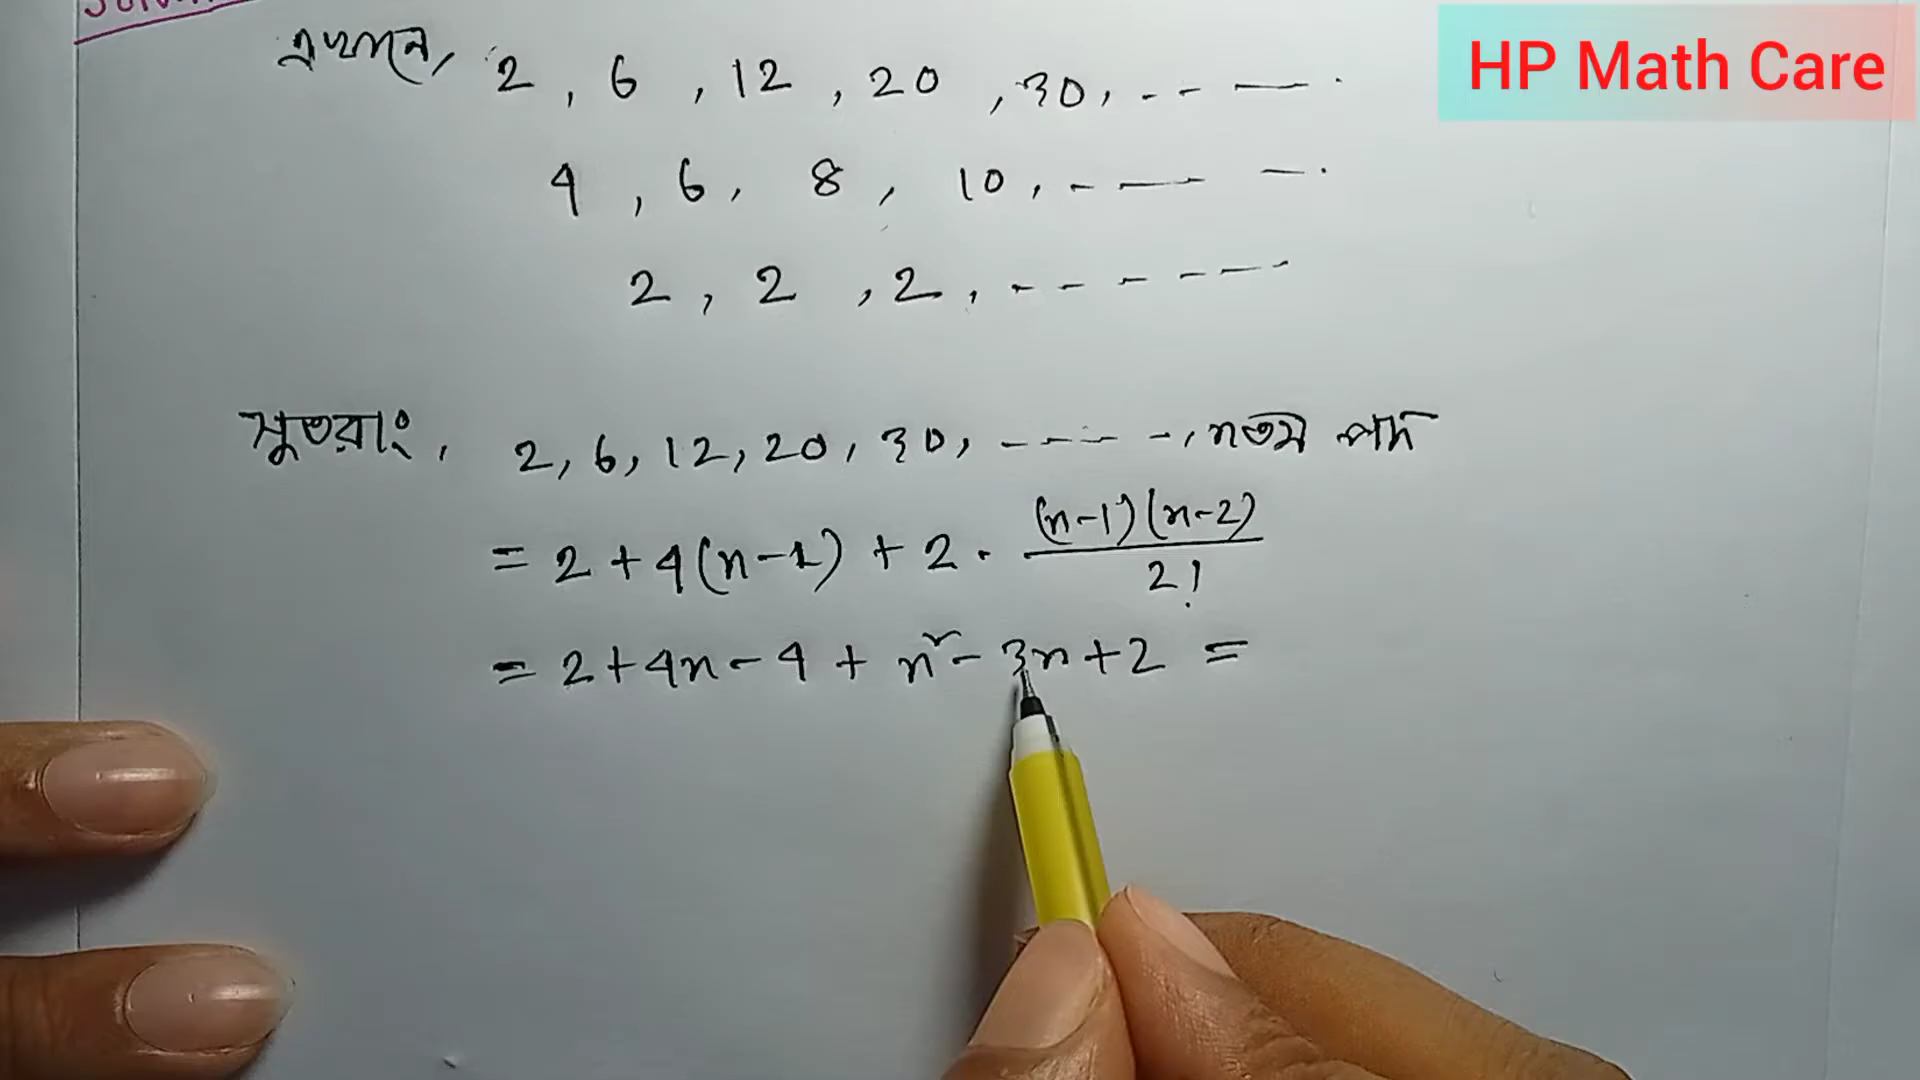 HP Math Care
এখানে, 2, 6, 12, 20, 30, - - — .
4, 6, 8, 10, - — — .
2, 2, 2, - - - - —
সুতরাং, 2, 6, 12, 20, 30, - - - - -, nতম পদ
= 2 + 4(n-1) + 2 · (n-1)(n-2) / 2!
= 2 + 4n - 4 + n² - 3n + 2 =